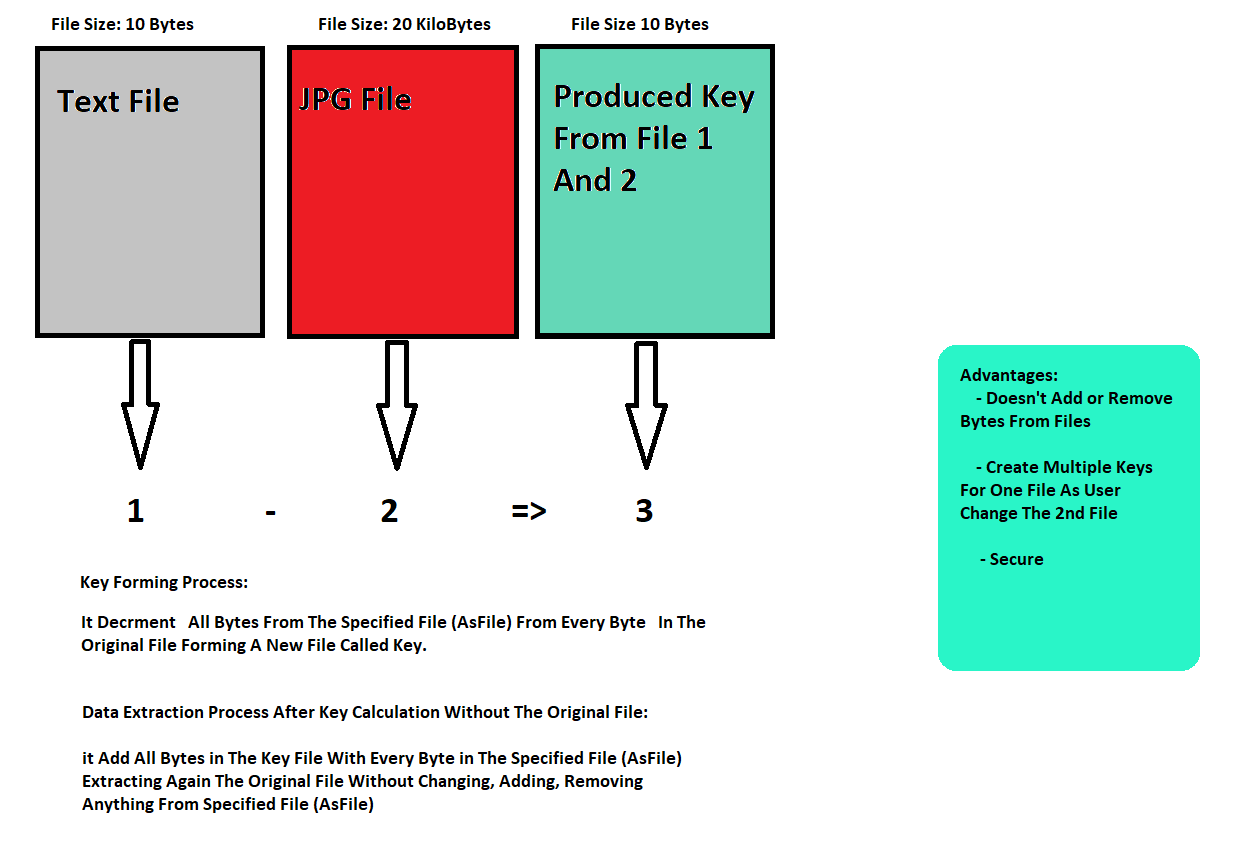 File Size: 10 Bytes
File Size: 20 KiloBytes
File Size 10 Bytes
Text File
JPG File
Produced Key
From File 1
And 2
1 - 2 => 3
Key Forming Process:
It Decrment All Bytes From The Specified File (AsFile) From Every Byte In The
Original File Forming A New File Called Key.
Data Extraction Process After Key Calculation Without The Original File:
it Add All Bytes in The Key File With Every Byte in The Specified File (AsFile)
Extracting Again The Original File Without Changing, Adding, Removing
Anything From Specified File (AsFile)
Advantages:
- Doesn't Add or Remove
Bytes From Files
- Create Multiple Keys
For One File As User
Change The 2nd File
- Secure